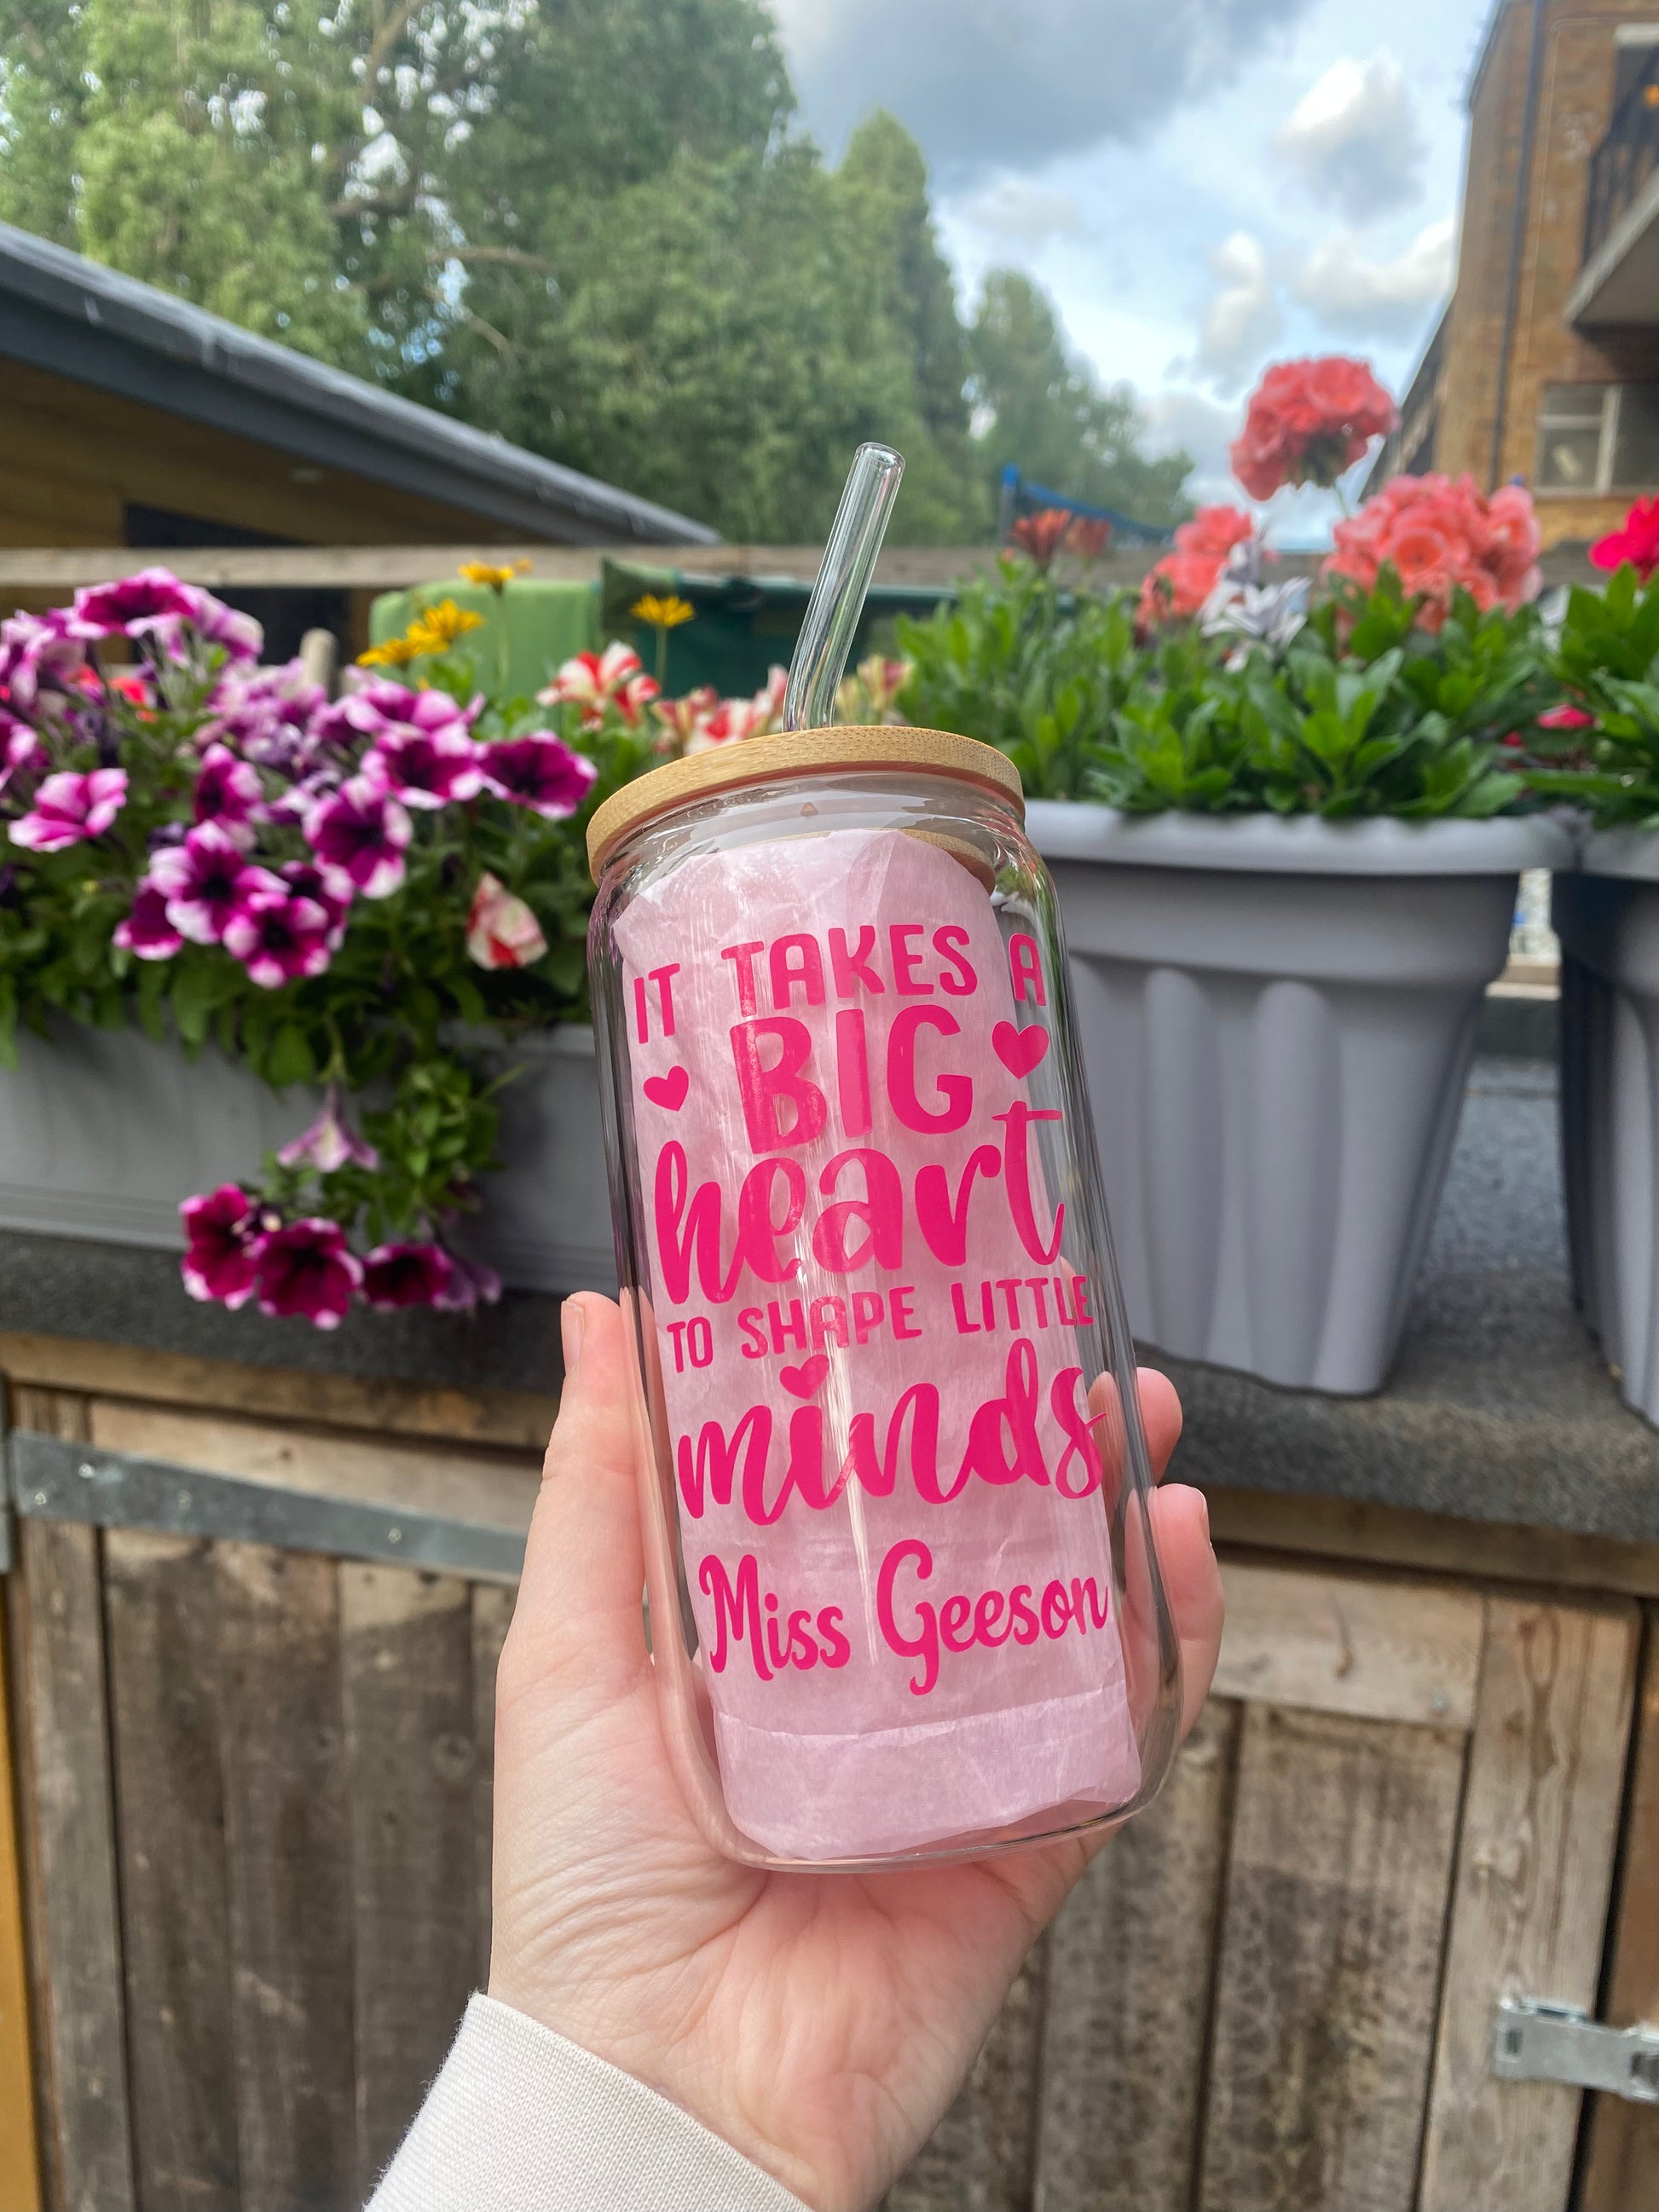 IT TAKES A
BIG
heart
TO SHAPE LITTLE
minds
Miss Geeson